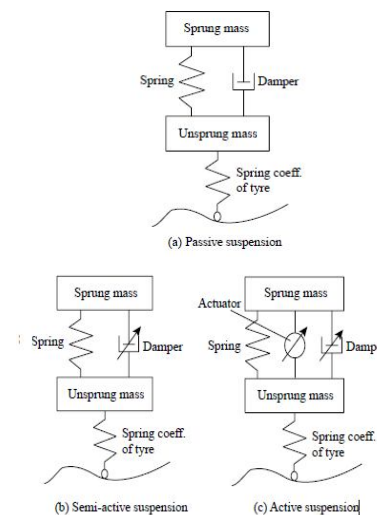 Sprung mass
Spring
Damper
Unsprung mass
Spring coeff.
of tyre
(a) Passive suspension
Sprung mass
Spring
Damper
Unsprung mass
Spring coeff.
of tyre
(b) Semi-active suspension
Sprung mass
Actuator
Spring
Damp
Unsprung mass
Spring coeff.
of tyre
(c) Active suspension